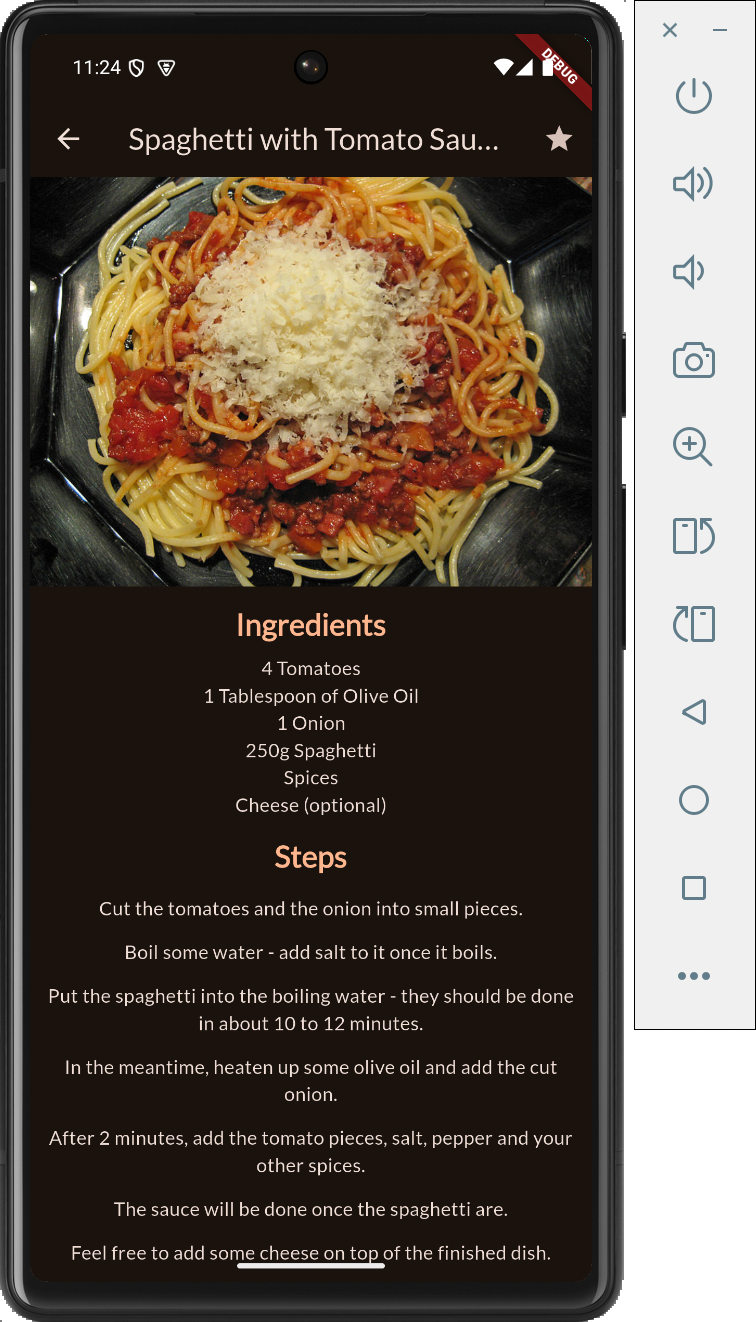 11:24
DEBUG
Spaghetti with Tomato Sau...
Ingredients
4 Tomatoes
1 Tablespoon of Olive Oil
1 Onion
250g Spaghetti
Spices
Cheese (optional)
Steps
Cut the tomatoes and the onion into small pieces.
Boil some water - add salt to it once it boils.
Put the spaghetti into the boiling water - they should be done
in about 10 to 12 minutes.
In the meantime, heaten up some olive oil and add the cut
onion.
After 2 minutes, add the tomato pieces, salt, pepper and your
other spices.
The sauce will be done once the spaghetti are.
Feel free to add some cheese on top of the finished dish.